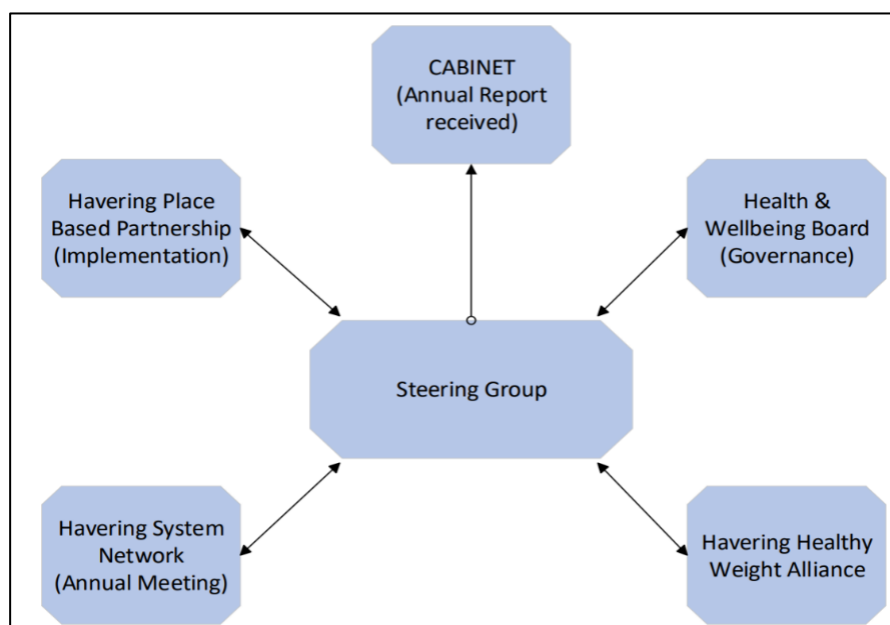 CABINET
(Annual Report
received)
Havering Place
Based Partnership
(Implementation)
Health &
Wellbeing Board
(Governance)
Steering Group
Havering System
Network
(Annual Meeting)
Havering Healthy
Weight Alliance